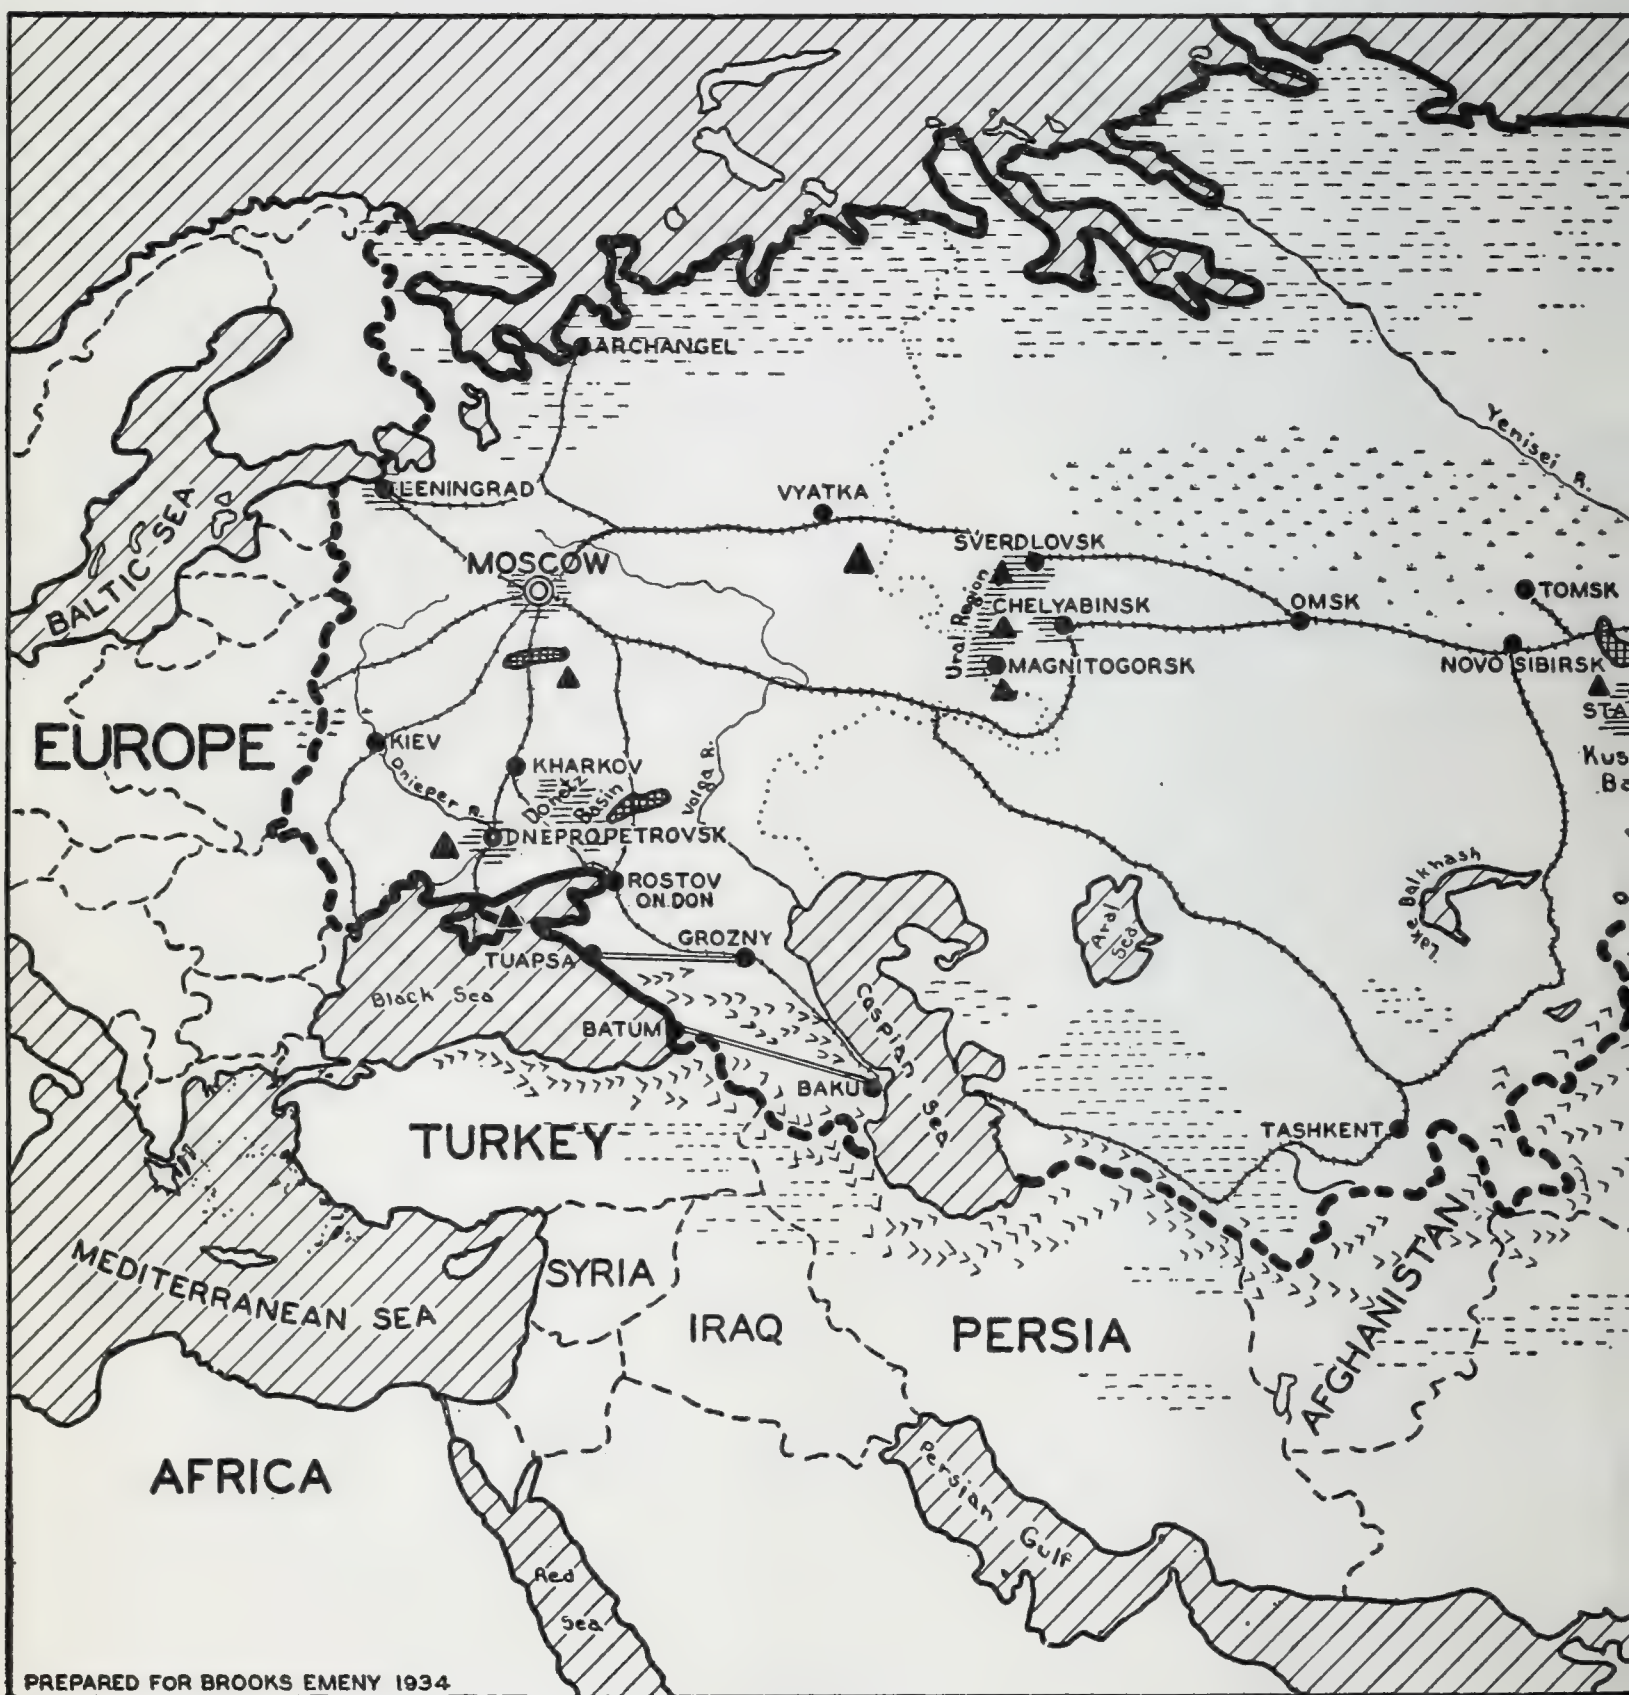 ARCHANGEL
Yenisei R.
LENINGRAD
VYATKA
BALTIC SEA
MOSCOW
SVERDLOVSK
Ural Region
CHELYABINSK
OMSK
TOMSK
MAGNITOGORSK
NOVO SIBIRSK
STA
Kus
Ba
EUROPE
KIEV
Dnieper R.
KHARKOV
Donetz
Basin
Volga R.
DNEPROPETROVSK
ROSTOV
ON.DON
Lake Balkhash
Aral
Sea
GROZNY
TUAPSA
Black Sea
Caspian
Sea
BATUM
BAKU
TURKEY
TASHKENT
MEDITERRANEAN SEA
SYRIA
IRAQ
PERSIA
AFGHANISTAN
AFRICA
Persian Gulf
Red
Sea
PREPARED FOR BROOKS EMENY 1934